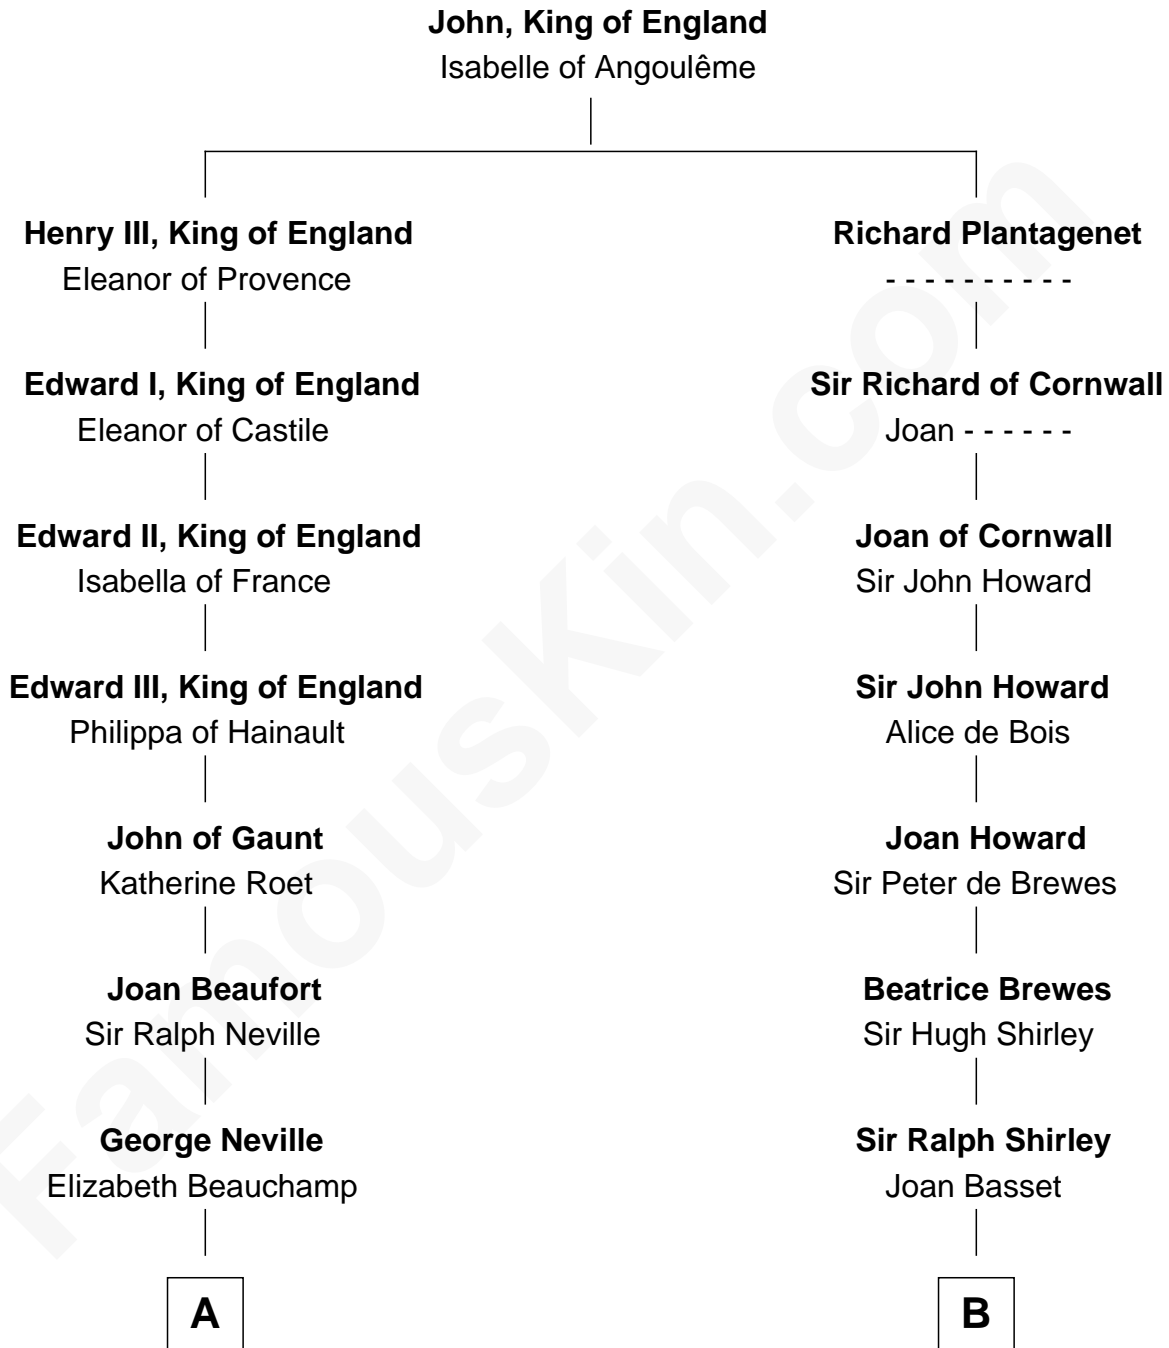 John, King of England
Isabelle of Angoulême
Henry III, King of England
Eleanor of Provence
Richard Plantagenet
- - - - - - - - - -
Edward I, King of England
Eleanor of Castile
Sir Richard of Cornwall
Joan - - - - - -
Edward II, King of England
Isabella of France
Joan of Cornwall
Sir John Howard
Edward III, King of England
Philippa of Hainault
Sir John Howard
Alice de Bois
John of Gaunt
Katherine Roet
Joan Howard
Sir Peter de Brewes
Joan Beaufort
Sir Ralph Neville
Beatrice Brewes
Sir Hugh Shirley
George Neville
Elizabeth Beauchamp
Sir Ralph Shirley
Joan Basset
A
B
FamousKin.com